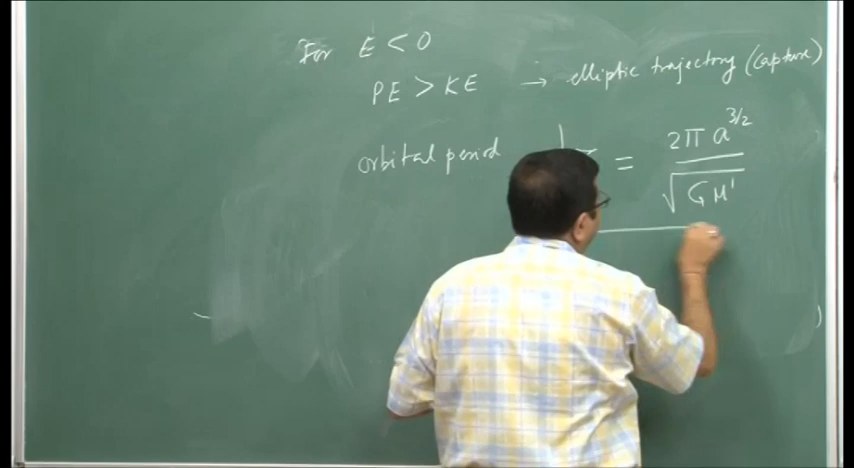 For E < 0
PE > KE → elliptic trajectory (capture)
orbital period = 2π a^{3/2} / √GM'